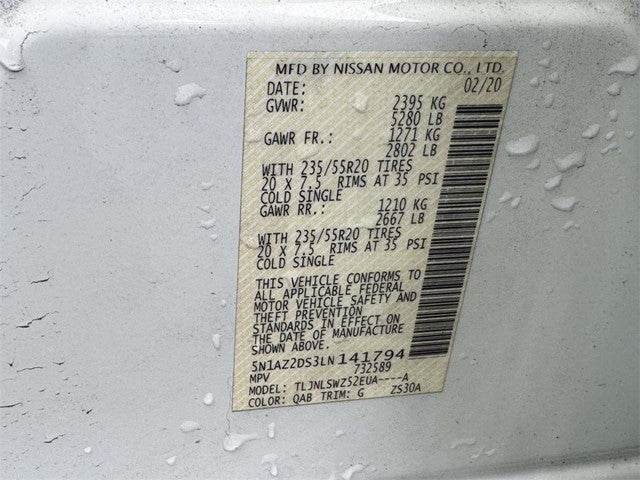 MFD BY NISSAN MOTOR CO., LTD.
DATE: 02/20
GVWR: 2395 KG
5280 LB
GAWR FR.: 1271 KG
2802 LB
WITH 235/55R20 TIRES
20 X 7.5 RIMS AT 35 PSI
COLD SINGLE
GAWR RR.: 1210 KG
2667 LB
WITH 235/55R20 TIRES
20 X 7.5 RIMS AT 35 PSI
COLD SINGLE
THIS VEHICLE CONFORMS TO
ALL APPLICABLE FEDERAL
MOTOR VEHICLE SAFETY AND
THEFT PREVENTION
STANDARDS IN EFFECT ON
THE DATE OF MANUFACTURE
SHOWN ABOVE.
5N1AZ2DS3LN141794
MPV 732589
MODEL: TLJNLSWZ52EUA----A
COLOR: QAB TRIM: G ZS30A